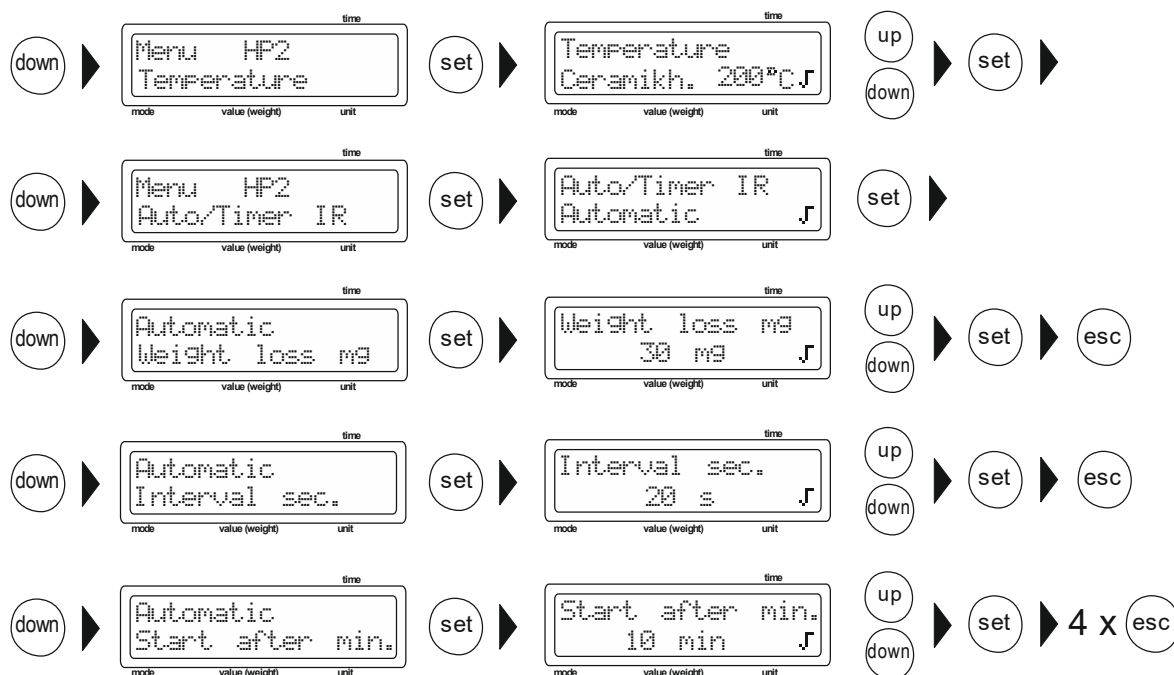 time
down Menu HP2 set Temperature up set
Temperature Ceramikh. 200°C down
mode value (weight) unit mode value (weight) unit
time time
down Menu HP2 set Auto/Timer IR set
Auto/Timer IR Automatic
mode value (weight) unit mode value (weight) unit
time time
down Automatic set Weight loss mg up set esc
Weight loss mg 30 mg down
mode value (weight) unit mode value (weight) unit
time time
down Automatic set Interval sec. up set esc
Interval sec. 20 s down
mode value (weight) unit mode value (weight) unit
time time
down Automatic set Start after min. up set 4 x esc
Start after min. 10 min down
mode value (weight) unit mode value (weight) unit